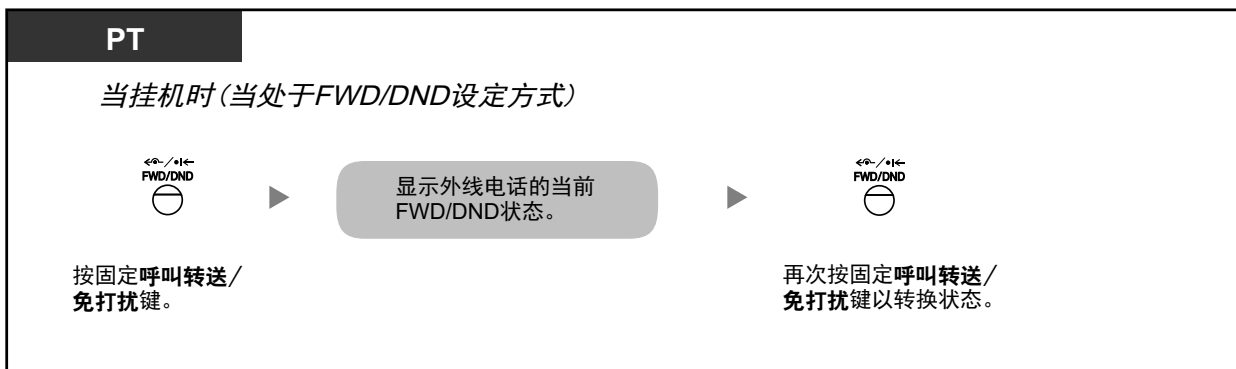 PT
当挂机时(当处于FWD/DND设定方式)
FWD/DND
显示外线电话的当前
FWD/DND状态。
FWD/DND
按固定呼叫转送/
免打扰键。
再次按固定呼叫转送/
免打扰键以转换状态。